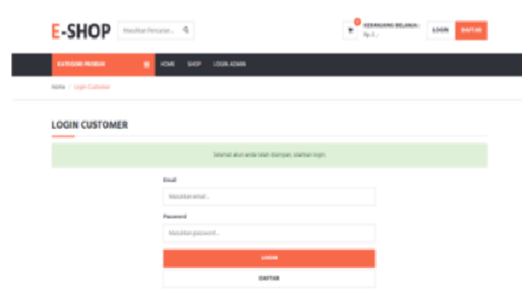 E-SHOP
Masukkan Pencarian...
0
KERANJANG BELANJA :
Rp 0 ,-
LOGIN
DAFTAR
KATEGORI PRODUK
HOME
SHOP
LOGIN ADMIN
Home / Login Customer
LOGIN CUSTOMER
Selamat akun anda telah disimpan, silahkan login.
Email
Masukkan email...
Password
Masukkan password...
LOGIN
DAFTAR